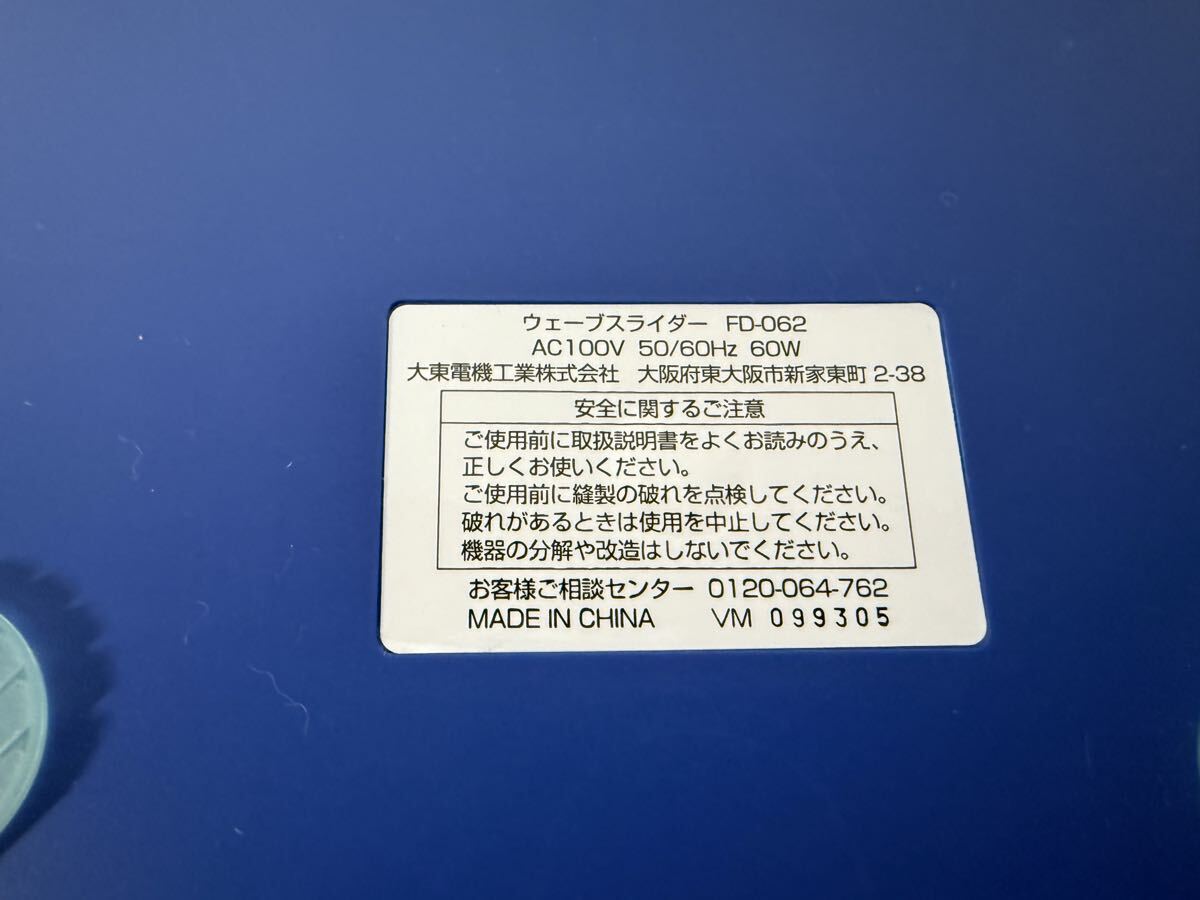 ウェーブスライダー FD-062
AC100V 50/60Hz 60W
大東電機工業株式会社 大阪府東大阪市新家東町 2-38
安全に関するご注意
ご使用前に取扱説明書をよくお読みのうえ、
正しくお使いください。
ご使用前に縫製の破れを点検してください。
破れがあるときは使用を中止してください。
機器の分解や改造はしないでください。
お客様ご相談センター 0120-064-762
MADE IN CHINA VM 099305